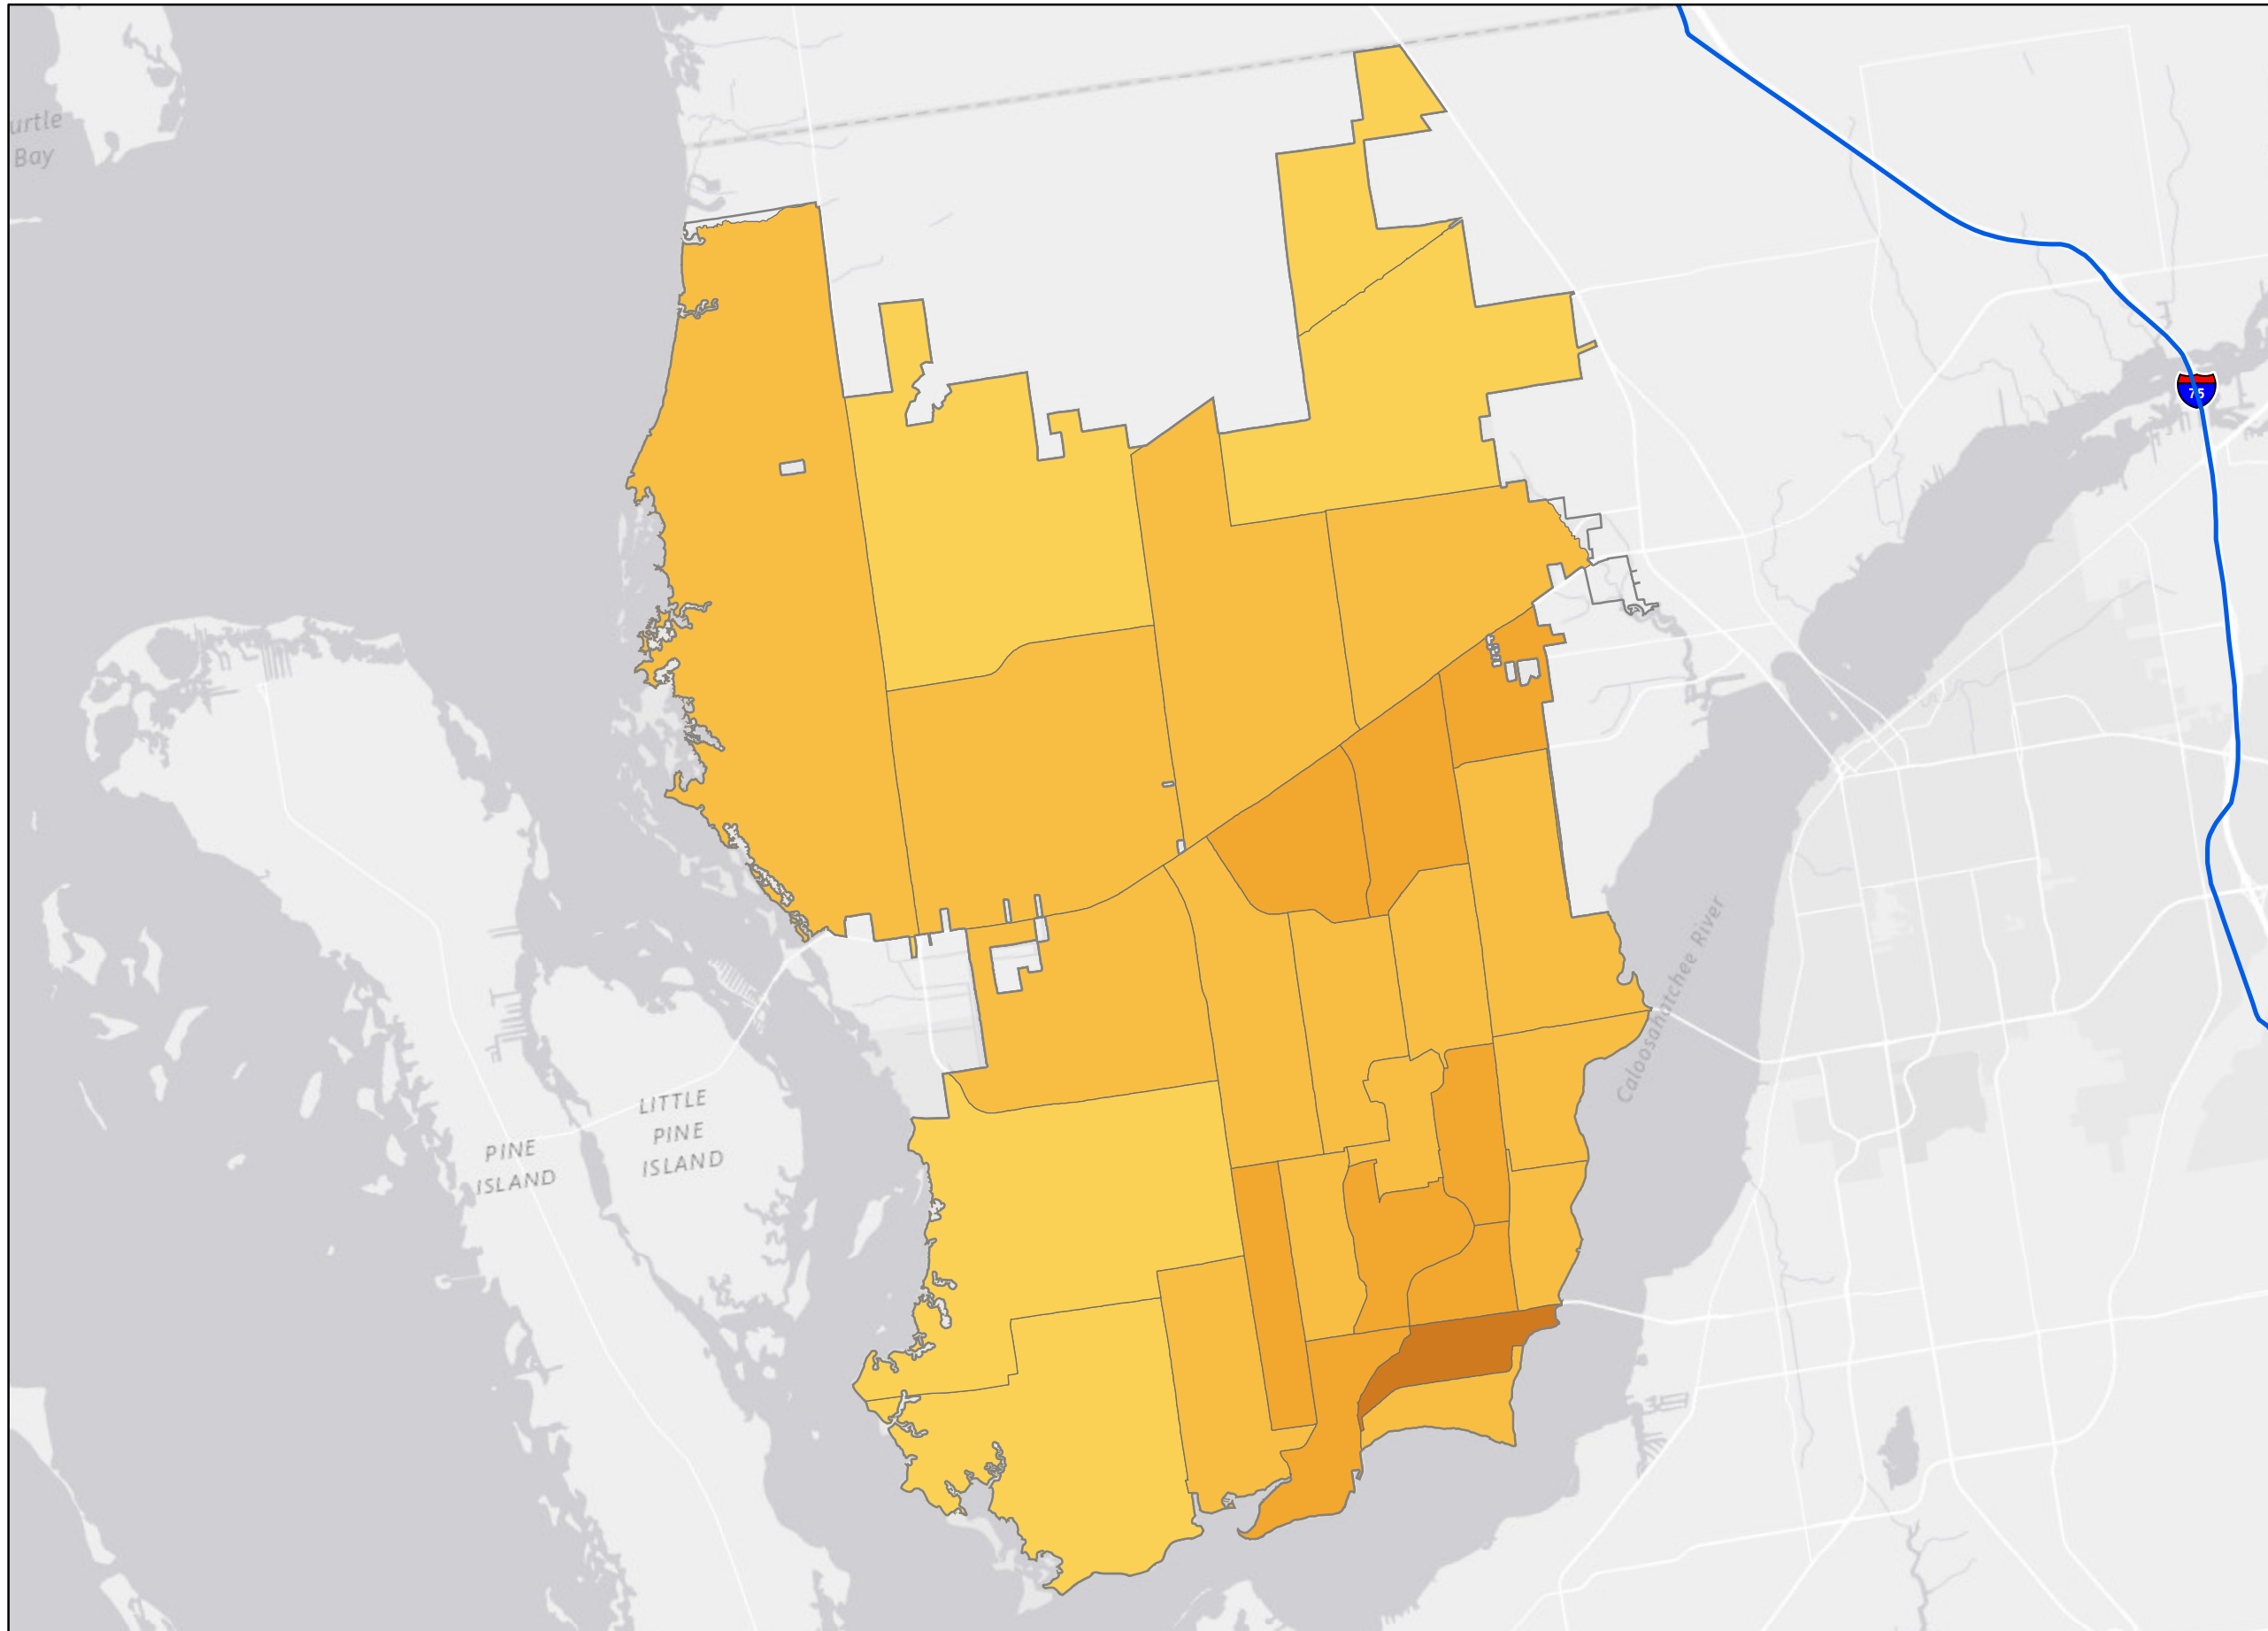 urtle
Bay
75
Caloosahatchee River
LITTLE
PINE
ISLAND
PINE
ISLAND